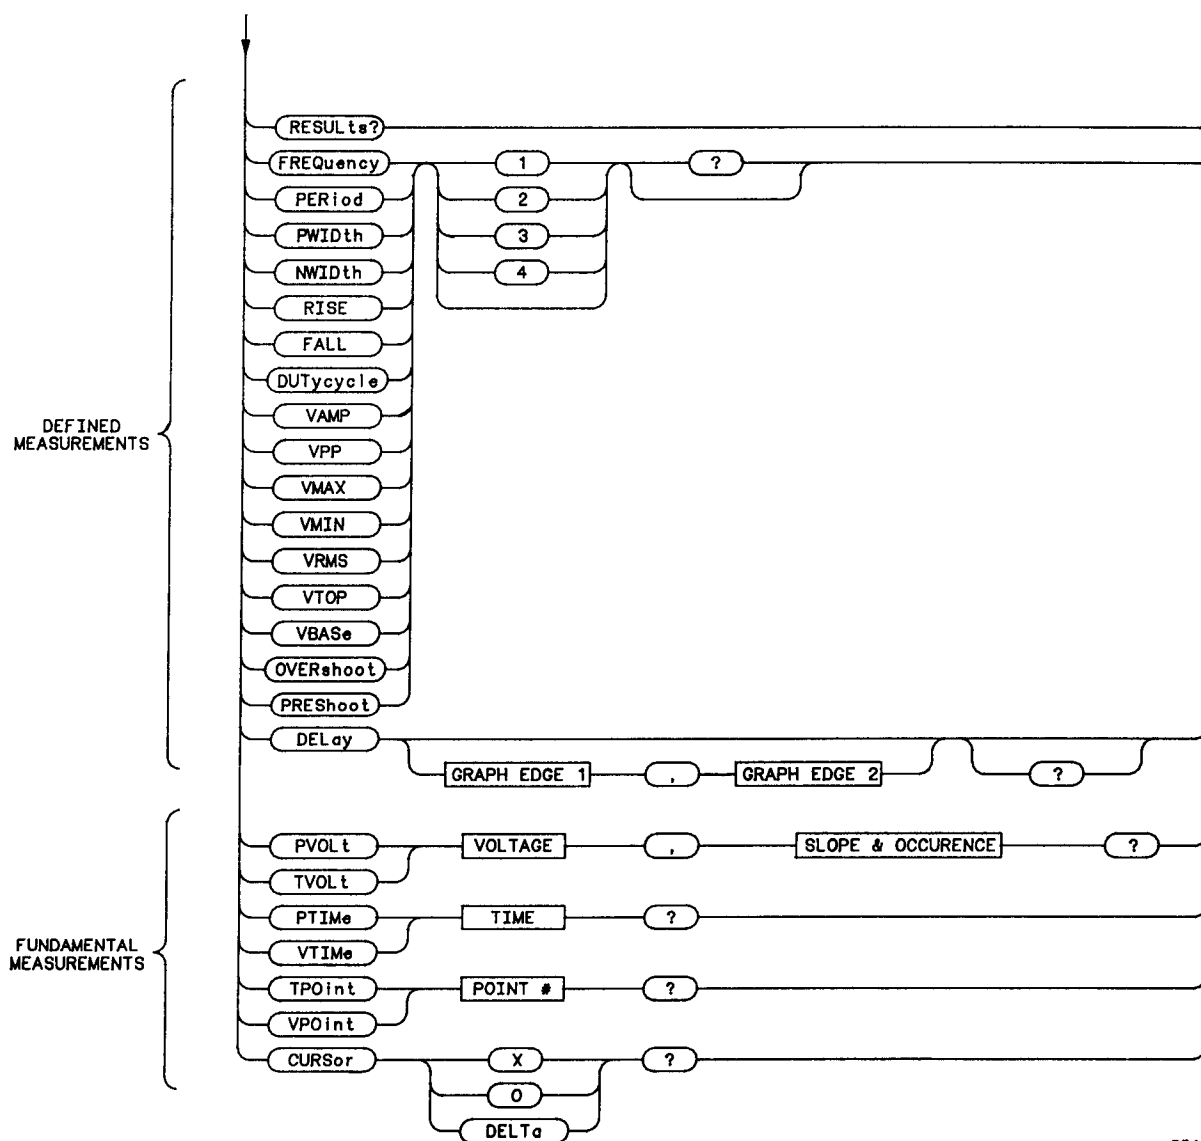 RESULts?
FREQuency 1 ?
PERiod 2
PWIDth 3
NWIDth 4
RISE
FALL
DUTycycle
VAMP
DEFINED
MEASUREMENTS
VPP
VMAX
VMIN
VRMS
VTOP
VBASe
OVERshoot
PREShoot
DELay
GRAPH EDGE 1 , GRAPH EDGE 2 ?
PVOLt VOLTAGE , SLOPE & OCCURENCE ?
TVOLt
PTIMe TIME ?
FUNDAMENTAL
MEASUREMENTS
VTIMe
TPOint POINT # ?
VPOint
CURSor X ?
O
DELTa